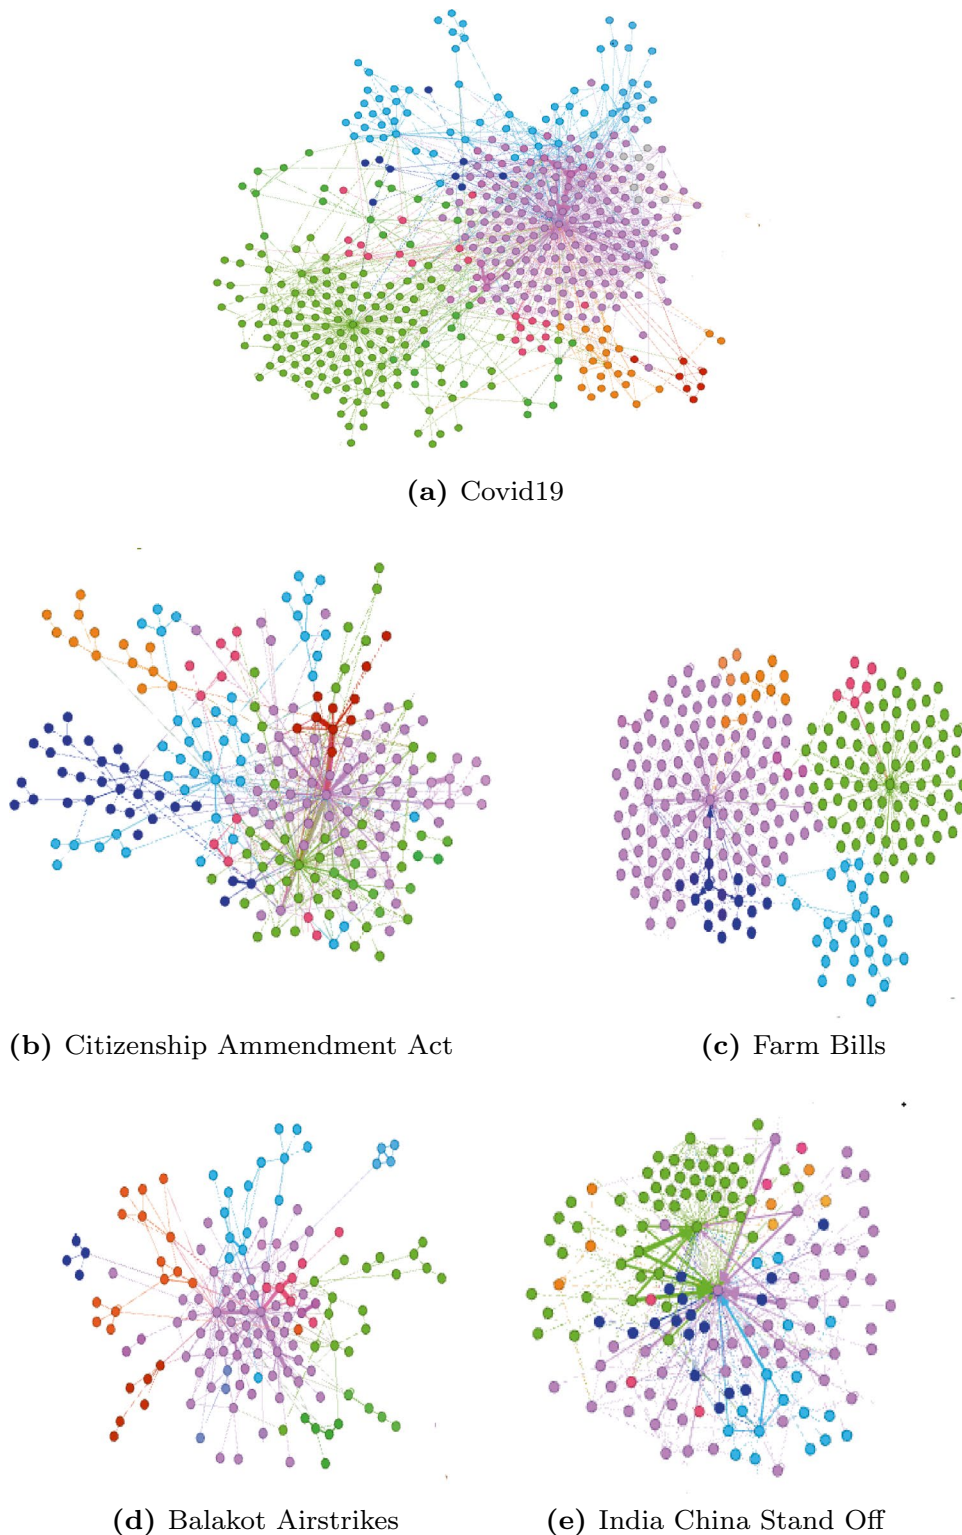 (a) Covid19
(b) Citizenship Ammendment Act
(c) Farm Bills
(d) Balakot Airstrikes
(e) India China Stand Off